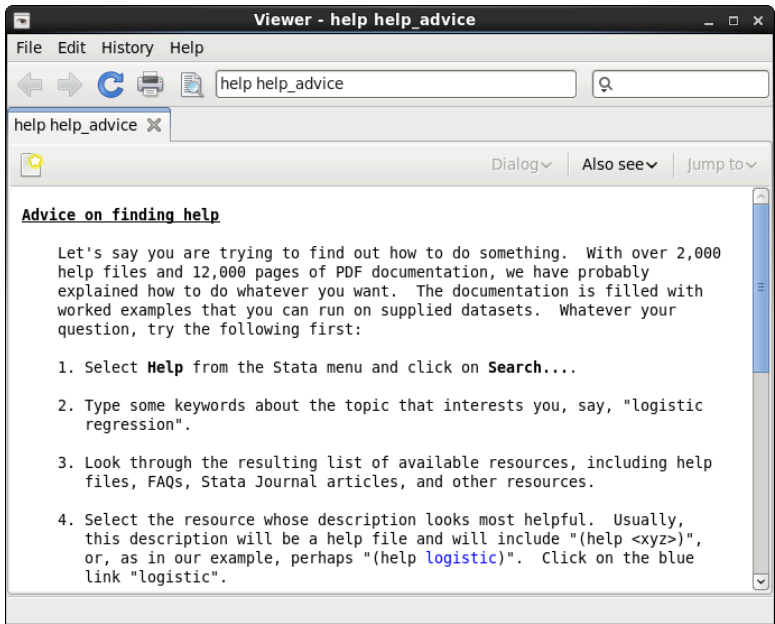 Viewer - help help_advice
File Edit History Help
help help_advice
help help_advice
Dialog Also see Jump to
Advice on finding help
Let's say you are trying to find out how to do something. With over 2,000
help files and 12,000 pages of PDF documentation, we have probably
explained how to do whatever you want. The documentation is filled with
worked examples that you can run on supplied datasets. Whatever your
question, try the following first:
1. Select Help from the Stata menu and click on Search....
2. Type some keywords about the topic that interests you, say, "logistic
regression".
3. Look through the resulting list of available resources, including help
files, FAQs, Stata Journal articles, and other resources.
4. Select the resource whose description looks most helpful. Usually,
this description will be a help file and will include "(help <xyz>)",
or, as in our example, perhaps "(help logistic)". Click on the blue
link "logistic".